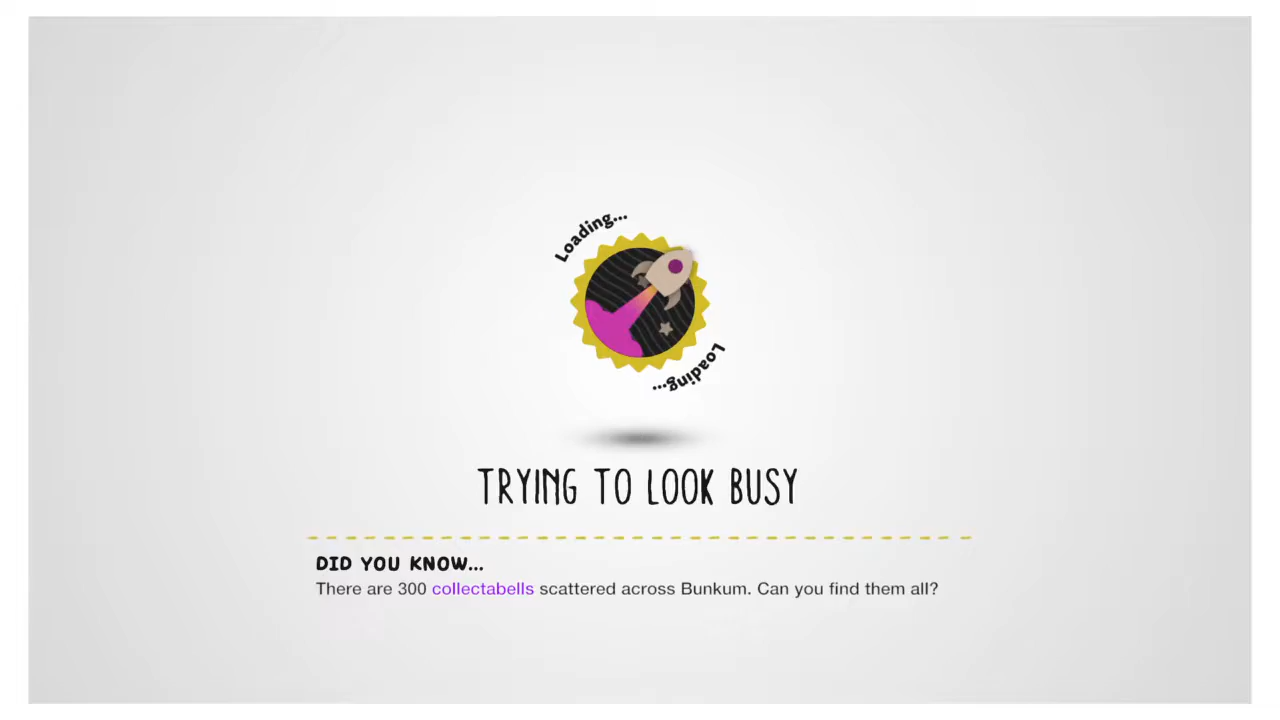 Loading...
Loading...
TRYING TO LOOK BUSY
DID YOU KNOW...
There are 300 collectabells scattered across Bunkum. Can you find them all?